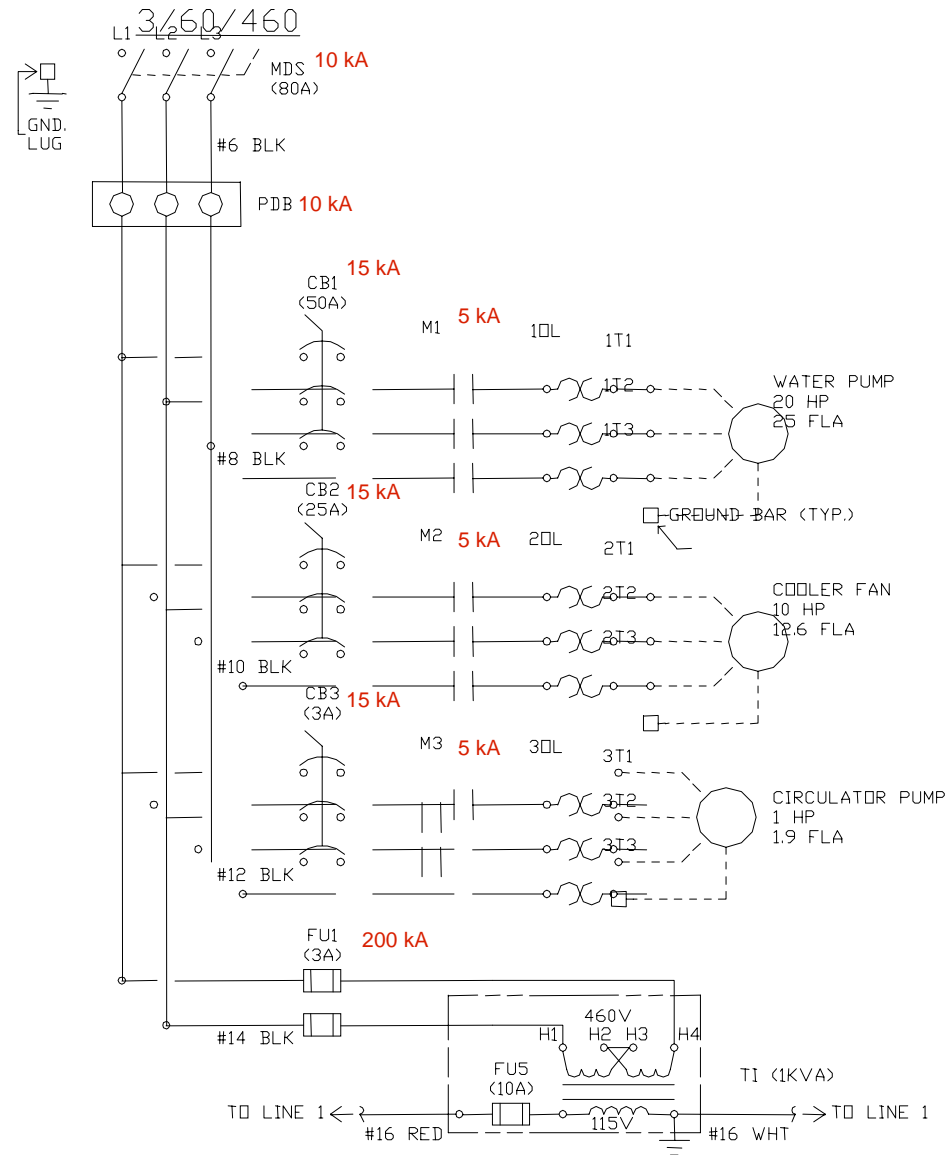 3/60/460
L1 L2 L3
MDS 10 kA
(80A)
GND.
LUG
#6 BLK
PDB 10 kA
15 kA
CB1
(50A)
M1 5 kA 1OL 1T1
WATER PUMP
1T2
20 HP
25 FLA
1T3
#8 BLK
CB2 15 kA
(25A)
GROUND BAR (TYP.)
M2 5 kA 2OL 2T1
COOLER FAN
2T2
10 HP
12.6 FLA
2T3
#10 BLK
CB3 15 kA
(3A)
M3 5 kA 3OL 3T1
CIRCULATOR PUMP
3T2
1 HP
1.9 FLA
3T3
#12 BLK
FU1 200 kA
(3A)
460V
#14 BLK H1 H2 H3 H4
FU5
(10A)
TI (1KVA)
TO LINE 1
115V
TO LINE 1
#16 RED
#16 WHT